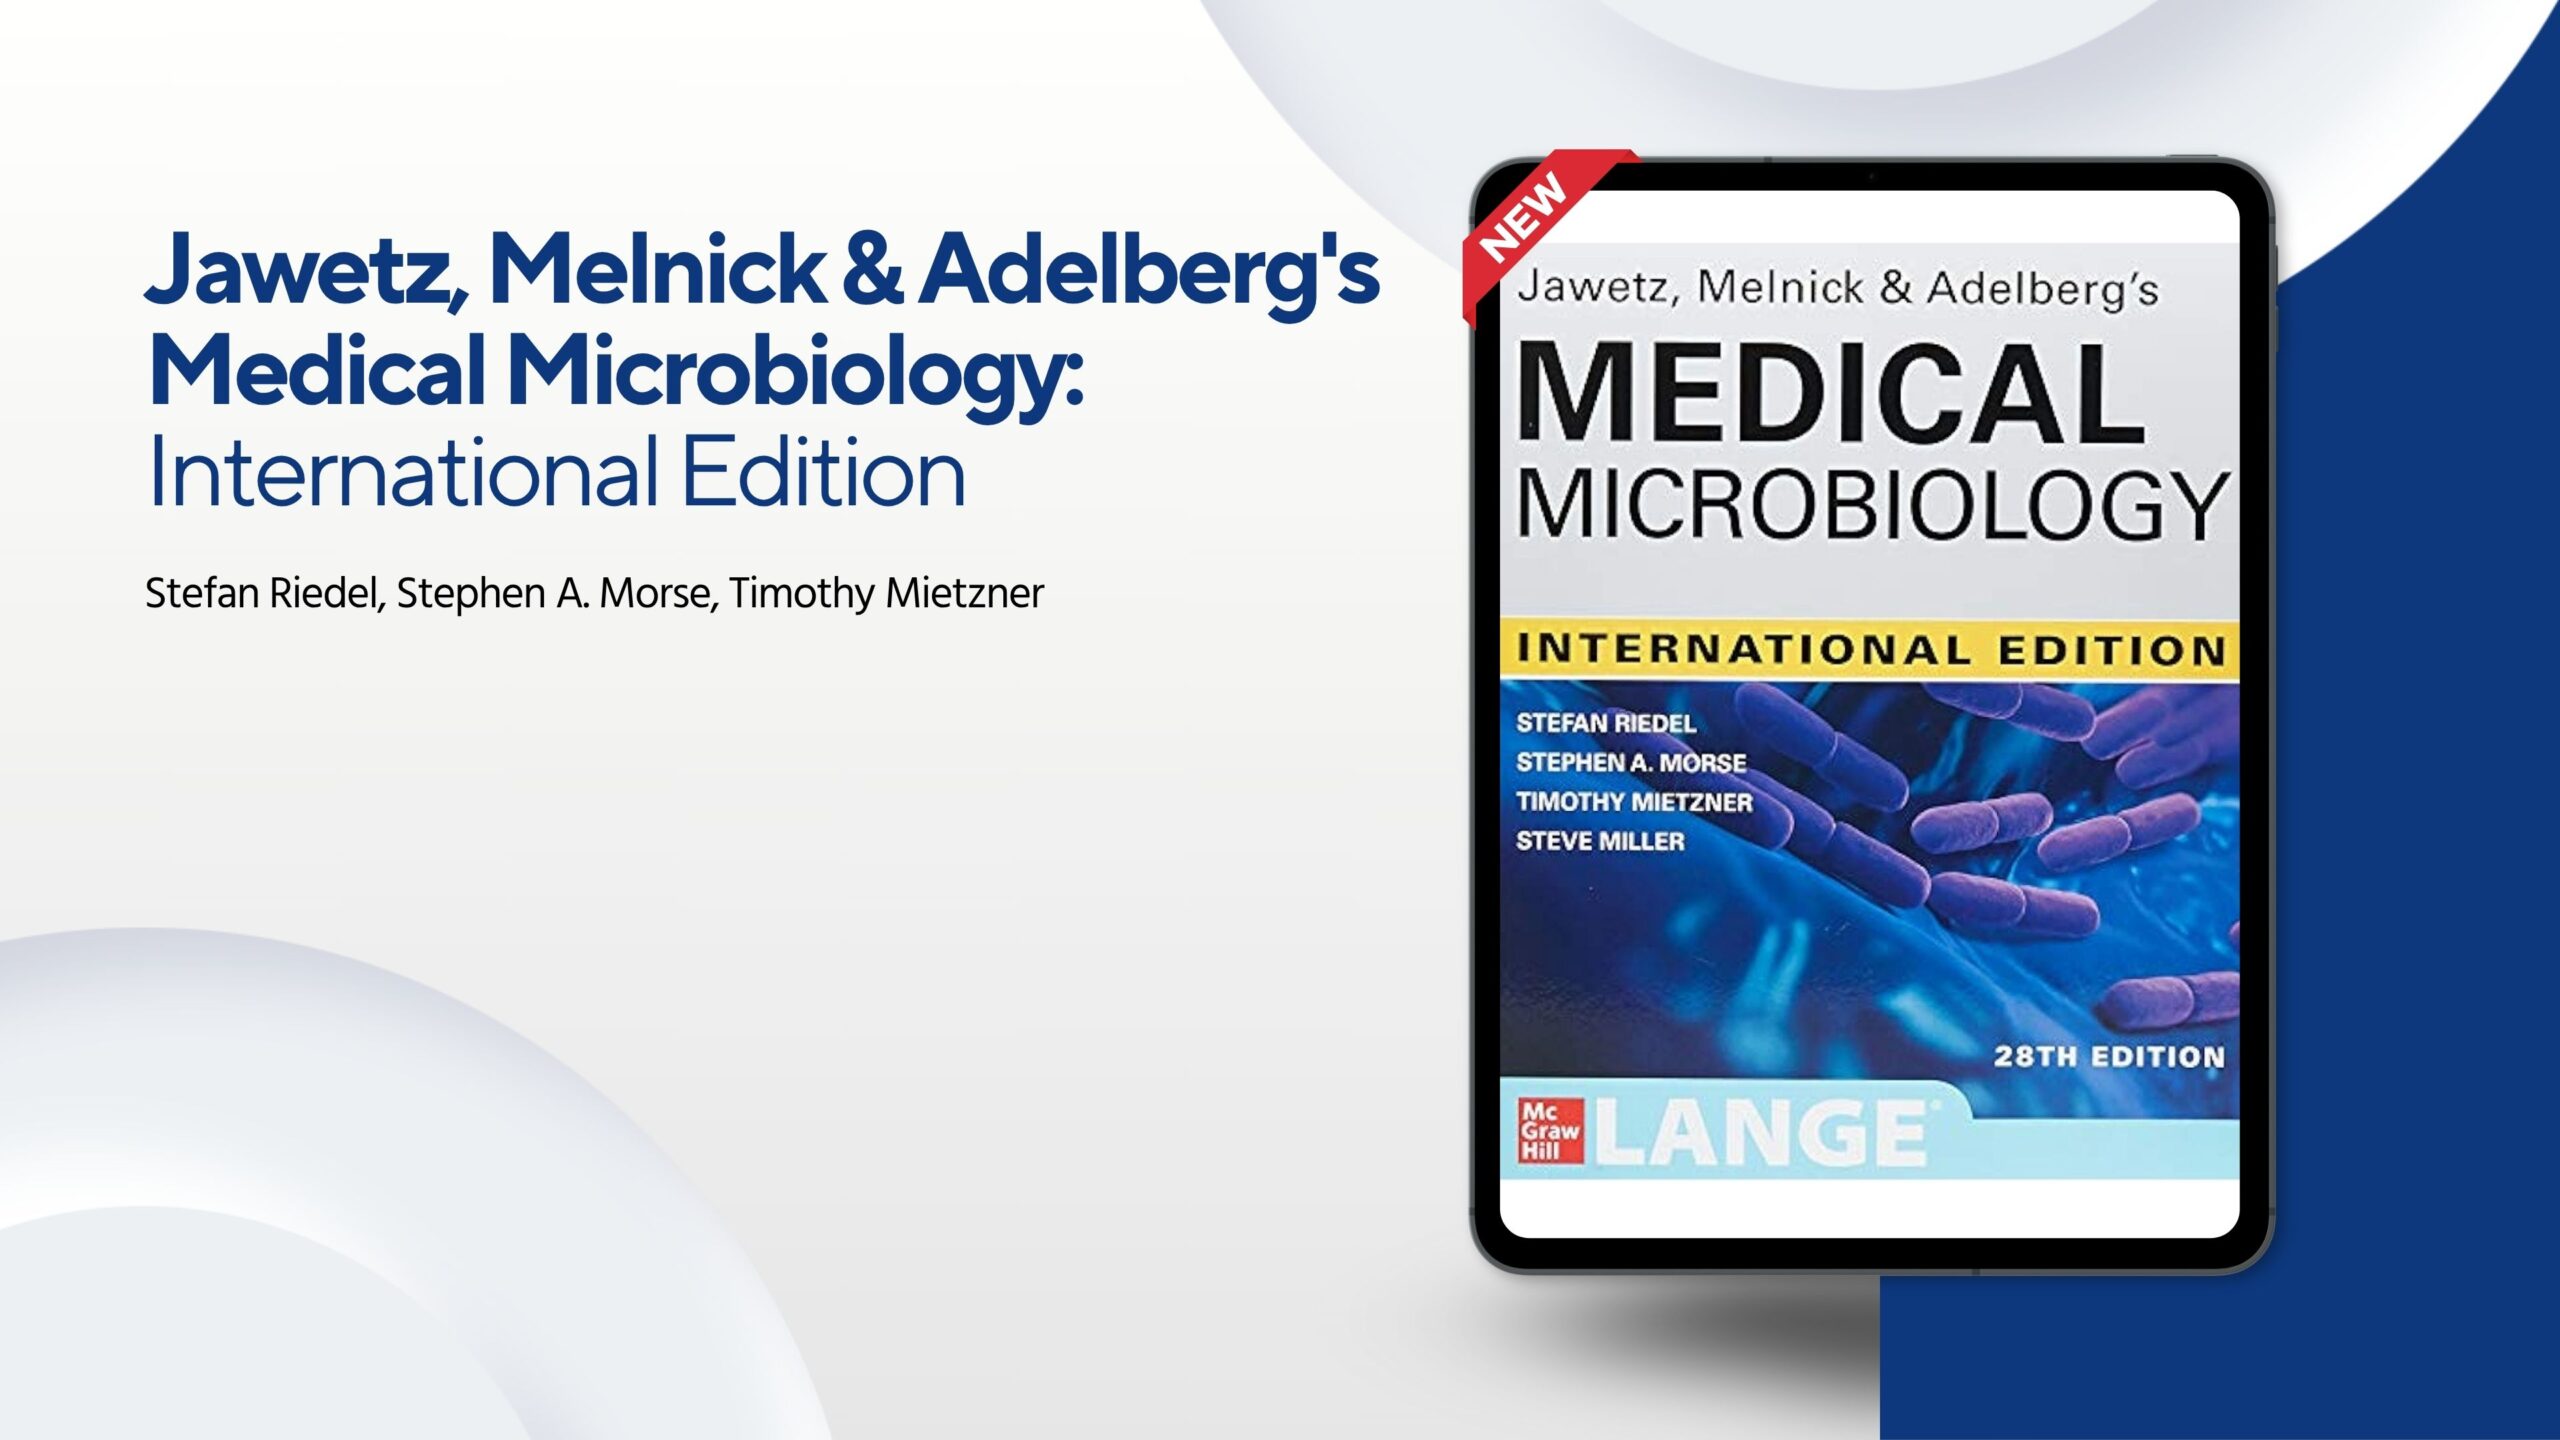 Jawetz, Melnick & Adelberg's
Medical Microbiology:
International Edition
Stefan Riedel, Stephen A. Morse, Timothy Mietzner
NEW
Jawetz, Melnick & Adelberg’s
MEDICAL
MICROBIOLOGY
INTERNATIONAL EDITION
STEFAN RIEDEL
STEPHEN A. MORSE
TIMOTHY MIETZNER
STEVE MILLER
28TH EDITION
Mc
Graw
Hill
LANGE®